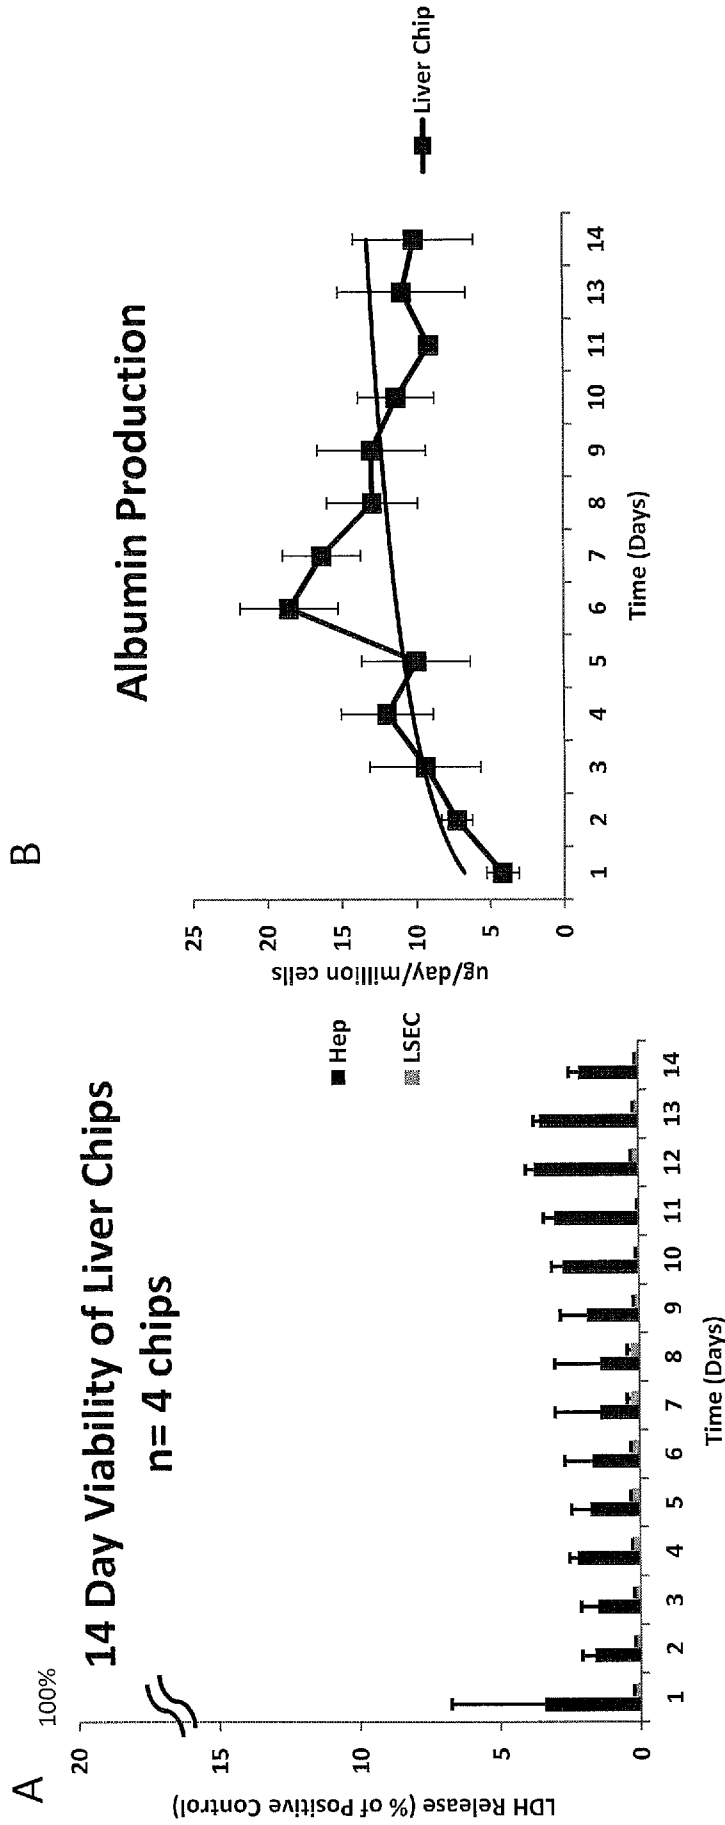 A
100%
14 Day Viability of Liver Chips
n= 4 chips
20
15
10
5
0
LDH Release (% of Positive Control)
Hep
LSEC
1 2 3 4 5 6 7 8 9 10 11 12 13 14
Time (Days)
B
Albumin Production
25
20
15
10
5
0
ug/day/million cells
1 2 3 4 5 6 7 8 9 10 11 13 14
Time (Days)
Liver Chip